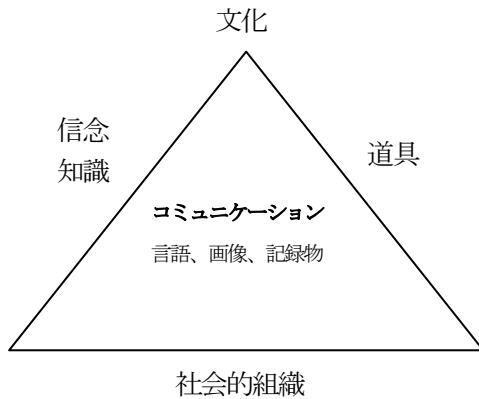 文化
信念
知識
道具
コミュニケーション
言語、画像、記録物
社会的組織